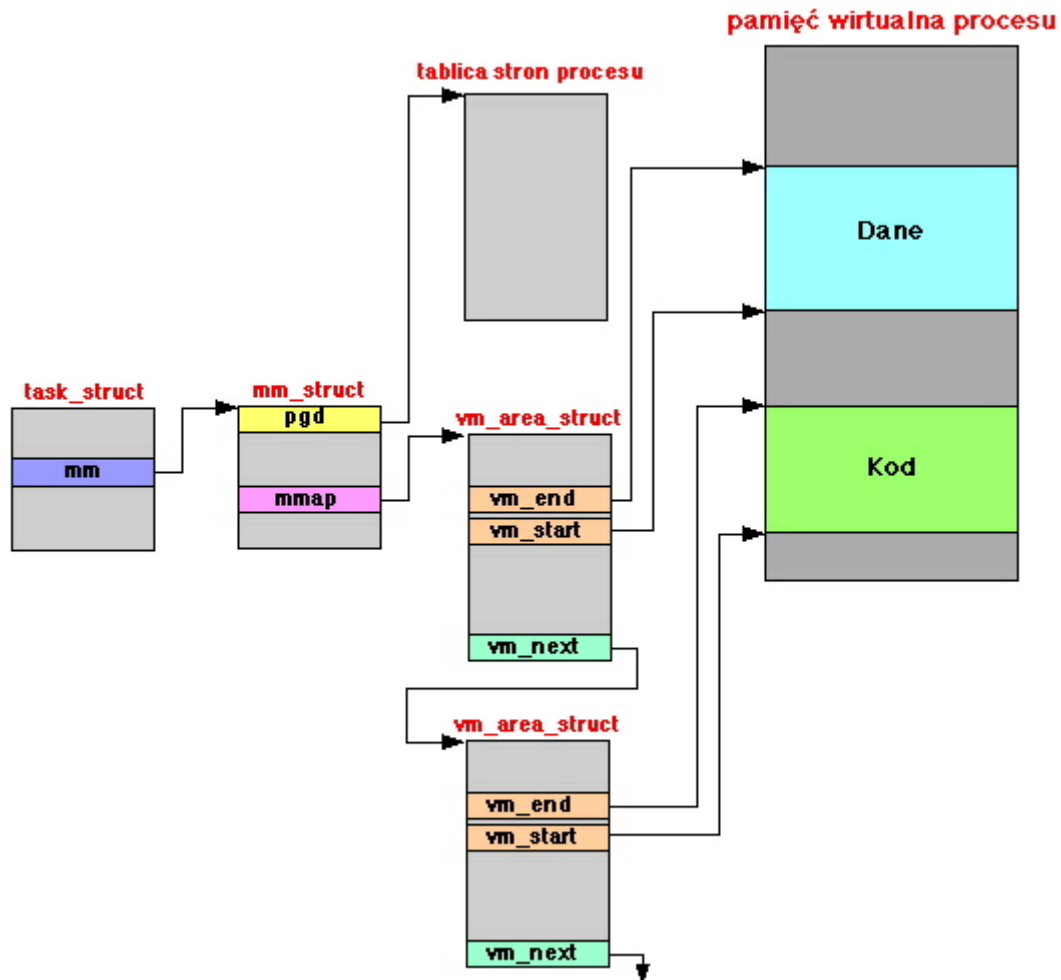 pamięć wirtualna procesu
tablica stron procesu
Dane
task_struct
mm_struct
pgd
vm_area_struct
mm
Kod
mmap
vm_end
vm_start
vm_next
vm_area_struct
vm_end
vm_start
vm_next